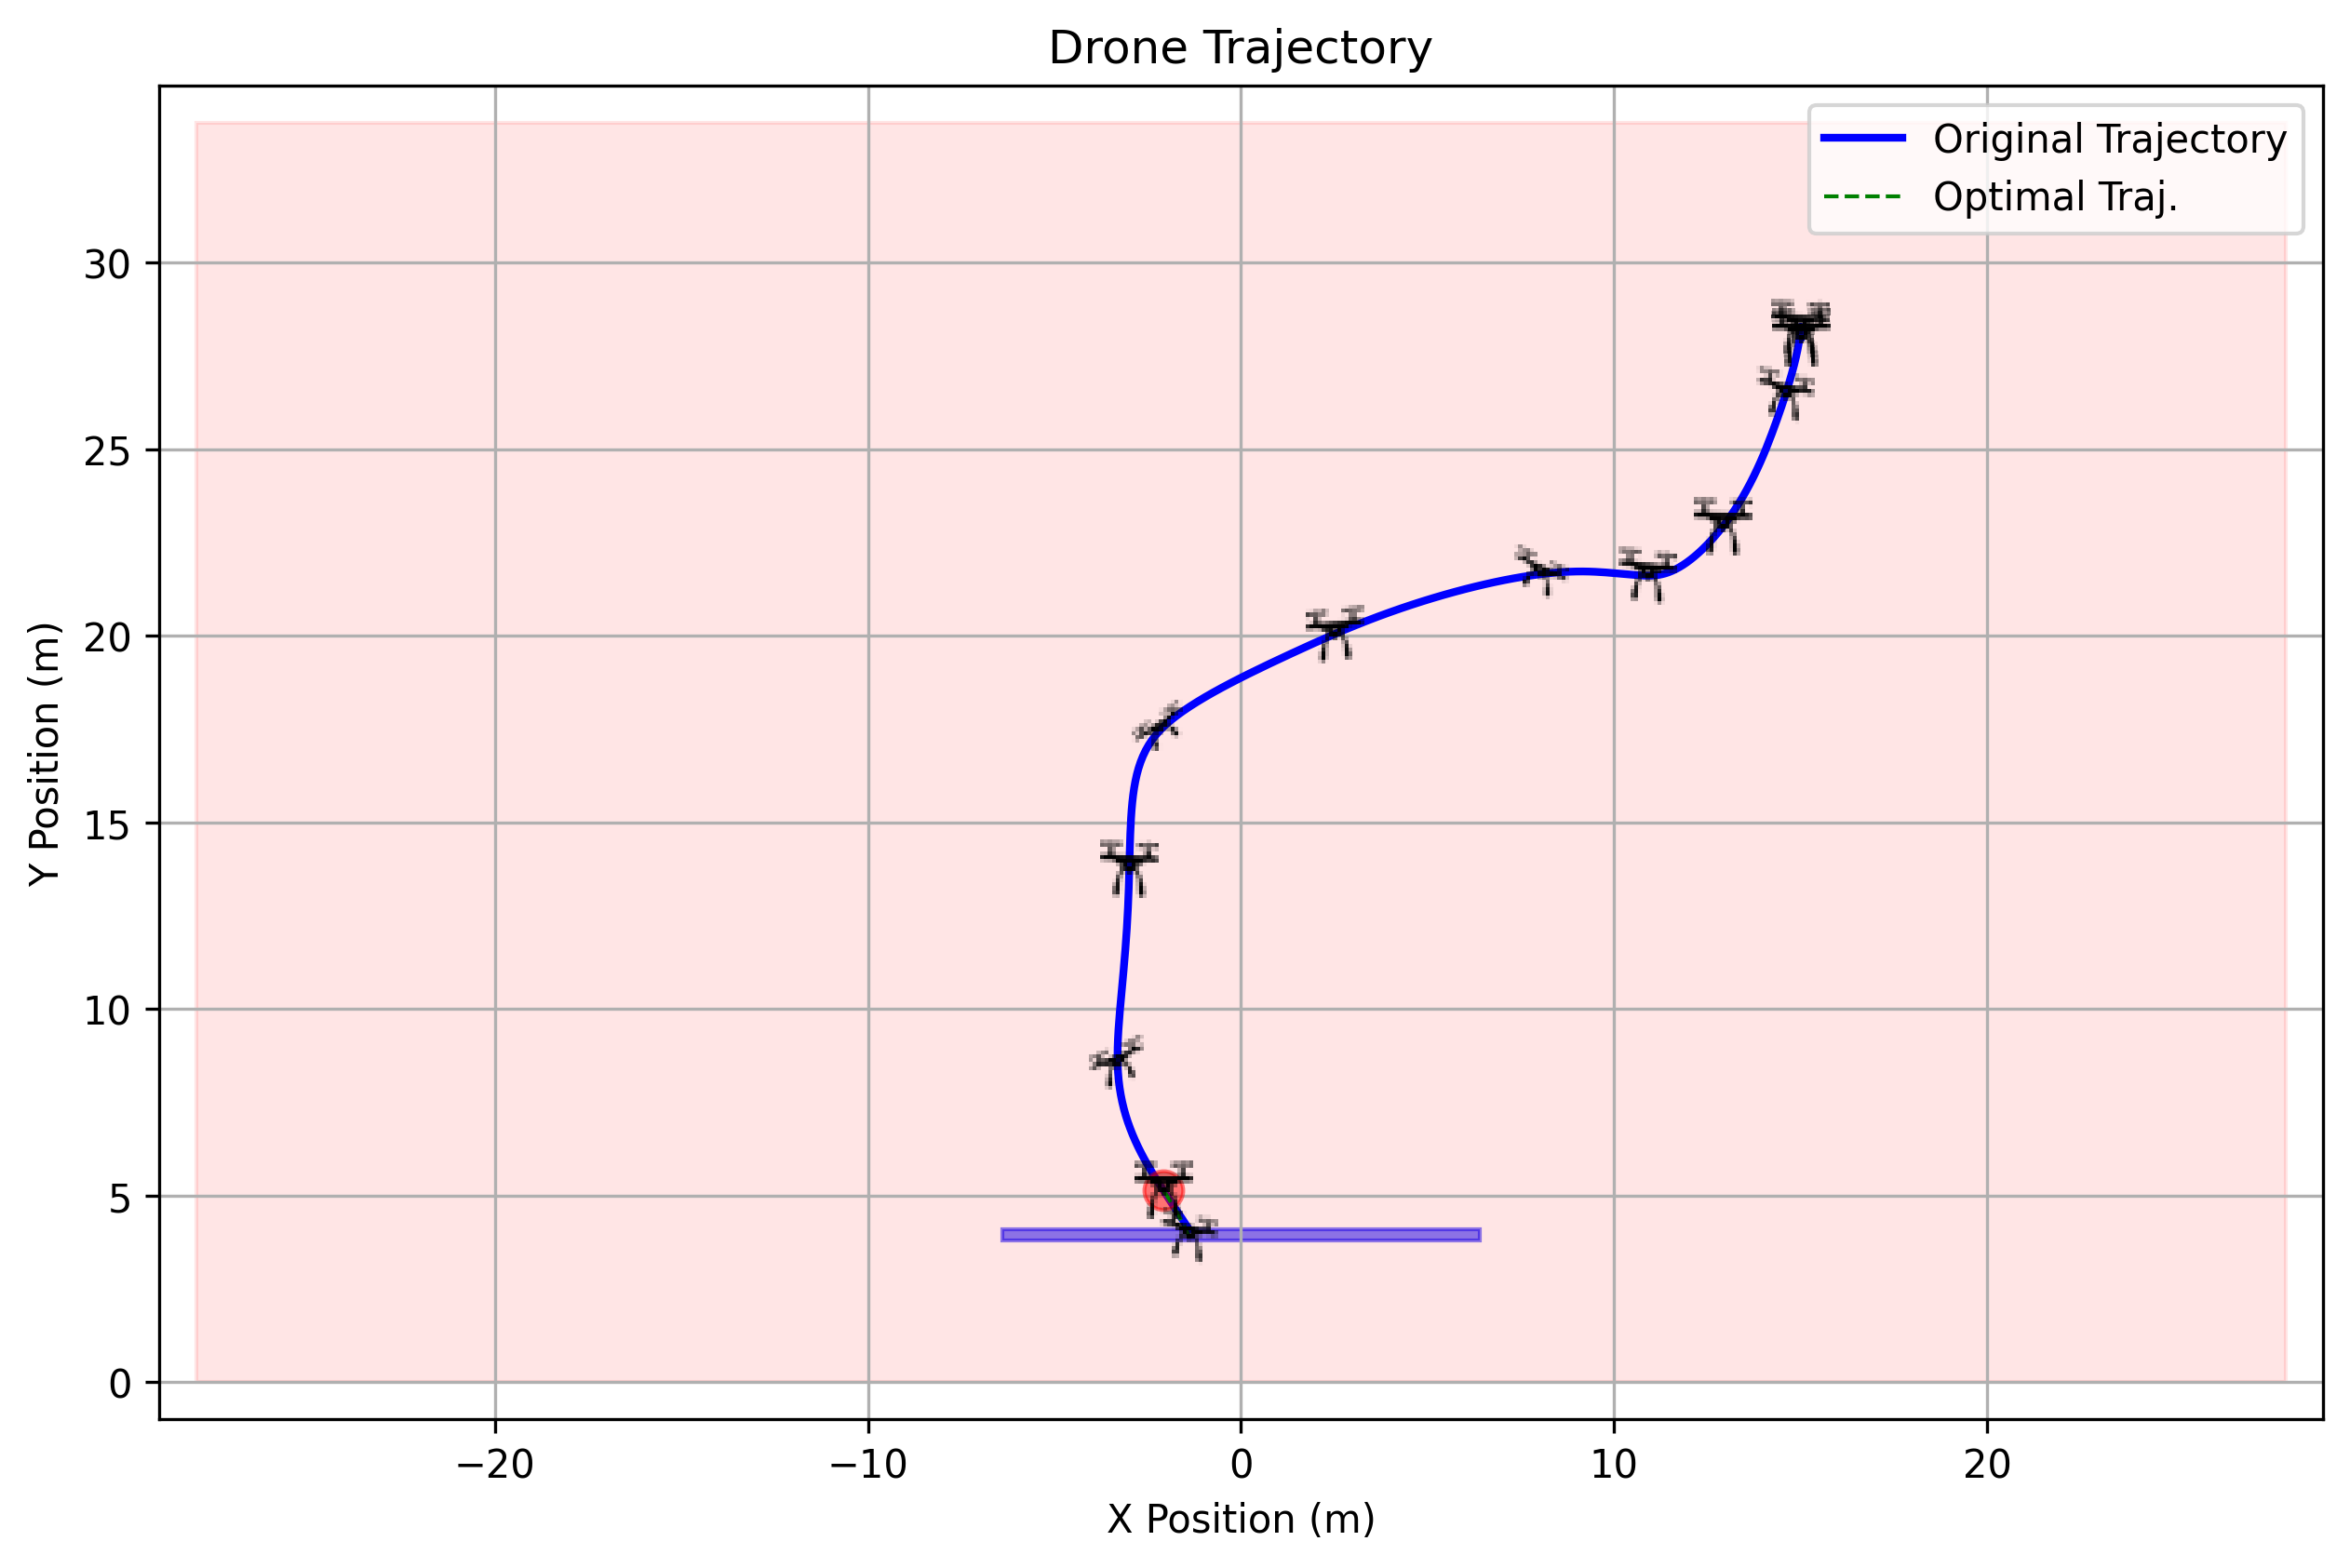 Drone Trajectory
Original Trajectory
Optimal Traj.
Y Position (m)
30
25
20
15
10
5
0
−20
−10
0
10
20
X Position (m)